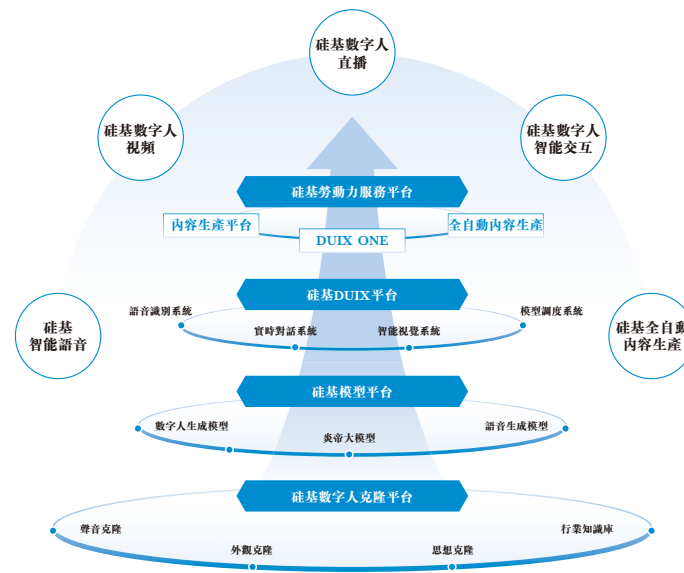 硅基數字人
直播
硅基數字人
視頻
硅基數字人
智能交互
硅基勞動力服務平台
內容生產平台
全自動內容生產
DUIX ONE
硅基DUIX平台
語音識別系統
模型調度系統
實時對話系統
智能視覺系統
硅基
智能語音
硅基全自動
內容生產
硅基模型平台
數字人生成模型
語音生成模型
炎帝大模型
硅基數字人克隆平台
聲音克隆
行業知識庫
外觀克隆
思想克隆